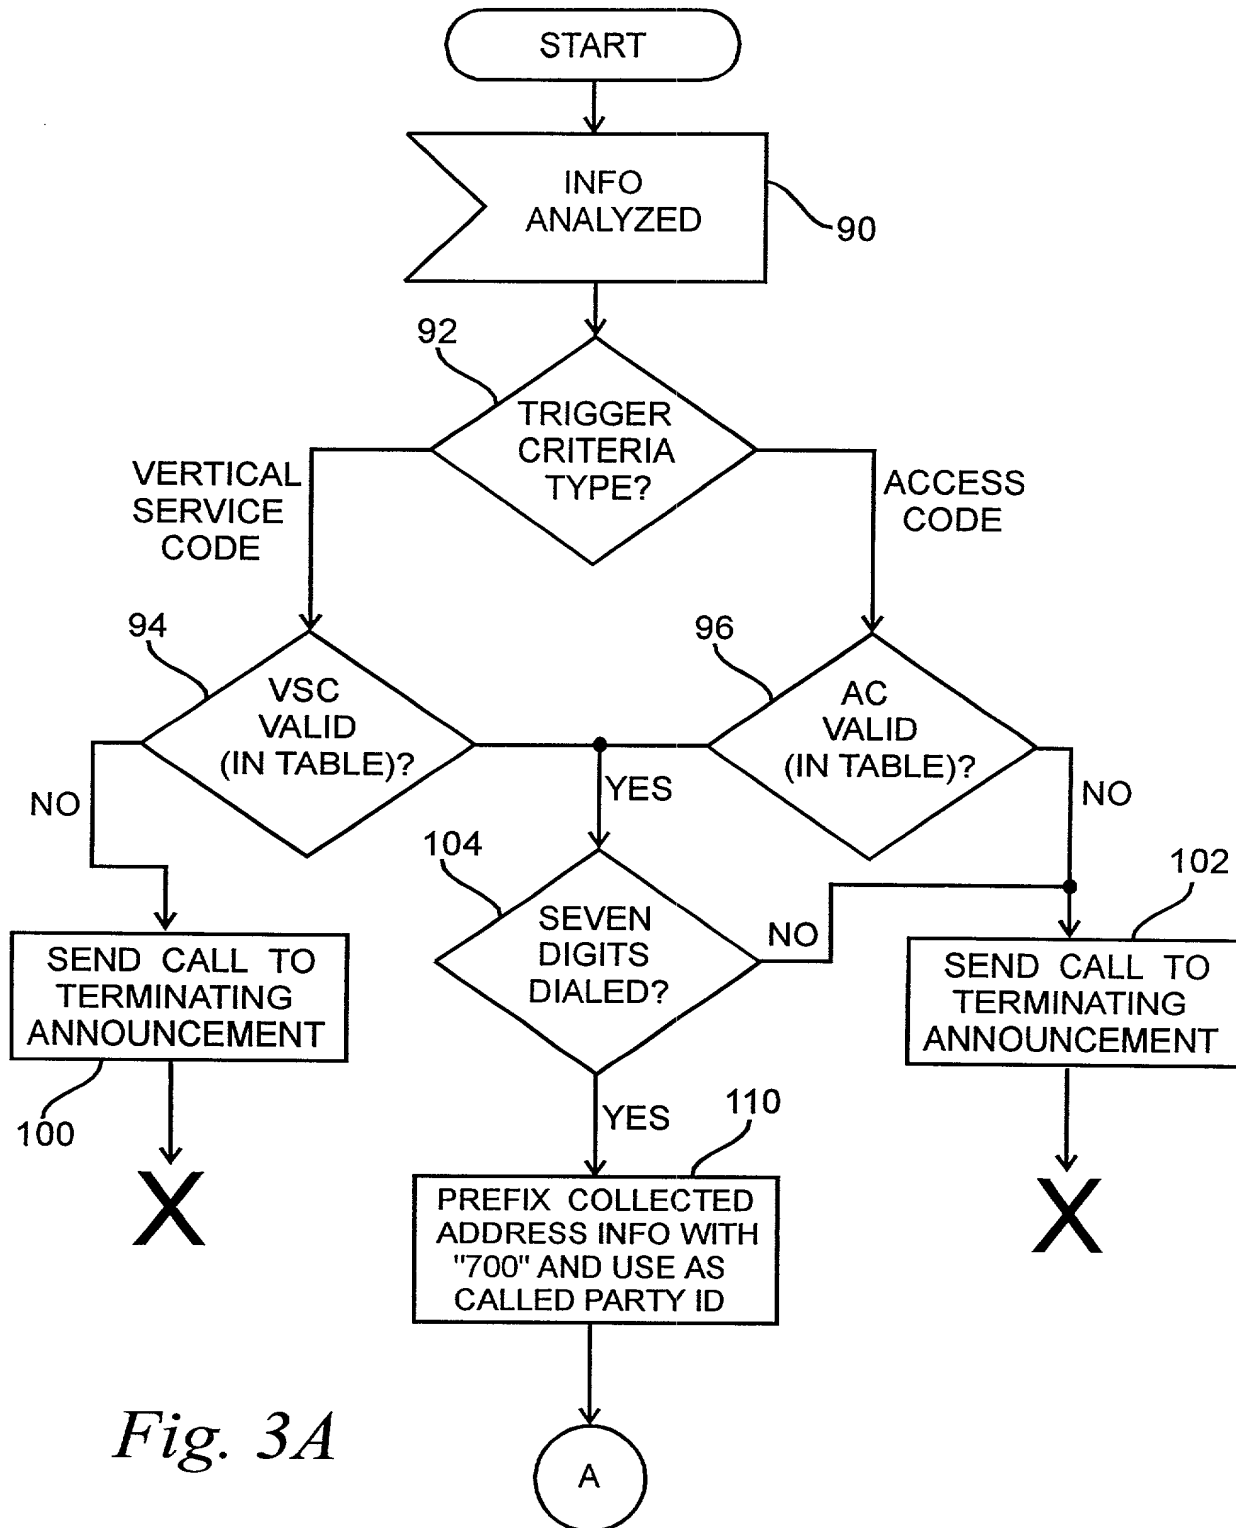 START
INFO
ANALYZED
90
92
TRIGGER
CRITERIA
TYPE?
VERTICAL
SERVICE
CODE
ACCESS
CODE
94
VSC
VALID
(IN TABLE)?
96
AC
VALID
(IN TABLE)?
NO
YES
NO
104
SEVEN
DIGITS
DIALED?
NO
102
SEND CALL TO
TERMINATING
ANNOUNCEMENT
SEND CALL TO
TERMINATING
ANNOUNCEMENT
100
YES
110
X
PREFIX COLLECTED
ADDRESS INFO WITH
"700" AND USE AS
CALLED PARTY ID
X
Fig. 3A
A